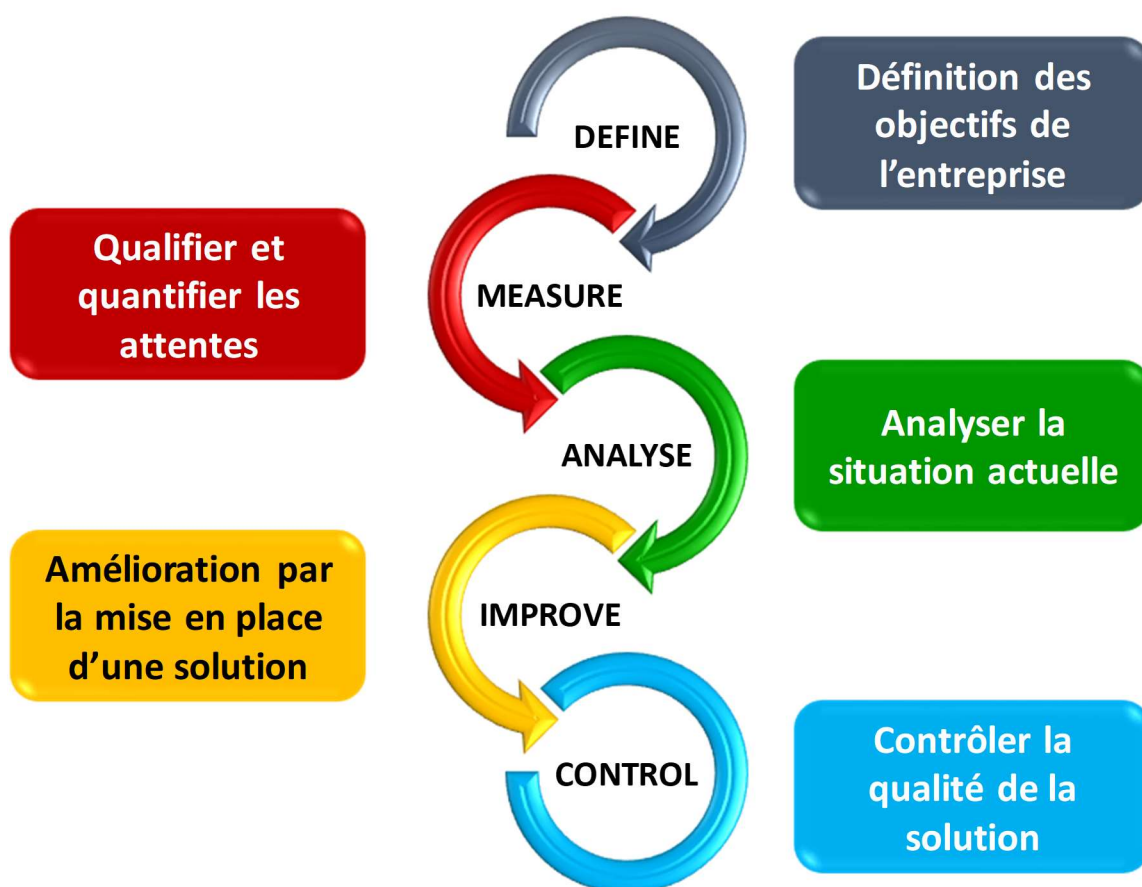 DEFINE
Définition des
objectifs de
l’entreprise
Qualifier et
quantifier les
attentes
MEASURE
ANALYSE
Analyser la
situation actuelle
Amélioration par
la mise en place
d’une solution
IMPROVE
CONTROL
Contrôler la
qualité de la
solution